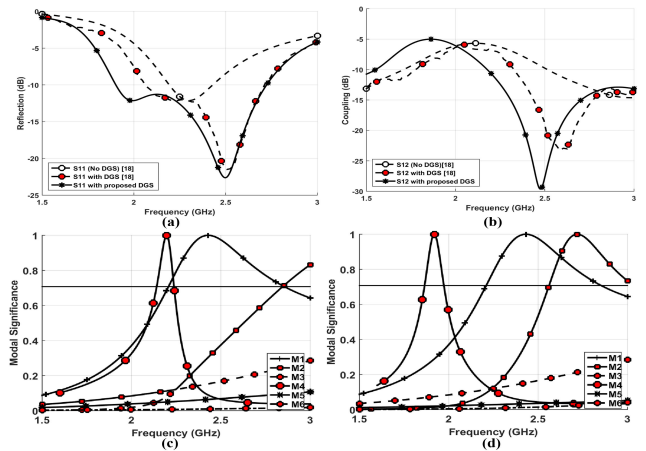 0
-5
-10
-15
-20
-25
Reflection (dB)
S11 (No DGS) [18]
S11 with DGS [18]
S11 with proposed DGS
1.5
2
2.5
3
Frequency (GHz)
(a)
5
0
-5
-10
-15
-20
-25
-30
Coupling (dB)
S12 (No DGS)[18]
S12 with DGS [18]
S12 with proposed DGS
1.5
2
2.5
3
Frequency (GHz)
(b)
1
0.8
0.6
0.4
0.2
0
Modal Significance
M1
M2
M3
M4
M5
M6
1.5
2
2.5
3
Frequency (GHz)
(c)
1
0.8
0.6
0.4
0.2
0
Modal Significance
M1
M2
M3
M4
M5
M6
1.5
2
2.5
3
Frequency (GHz)
(d)